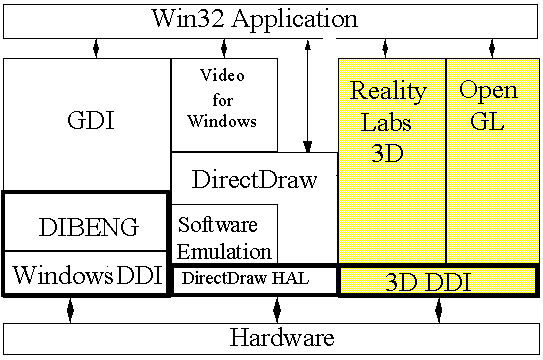 Win32 Application
GDI
Video
for
Windows
Reality
Labs
3D
Open
GL
DirectDraw
DIBENG
Software
Emulation
Windows DDI
DirectDraw HAL
3D DDI
Hardware